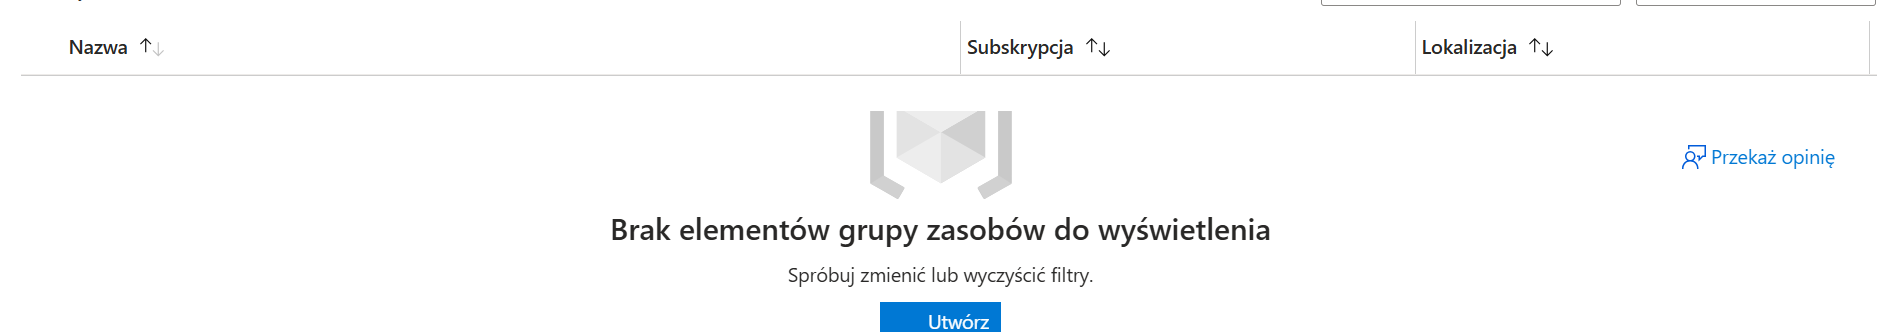 Nazwa Subskrypcja Lokalizacja
Przekaż opinię
Brak elementów grupy zasobów do wyświetlenia
Spróbuj zmienić lub wyczyścić filtry.
Utwórz